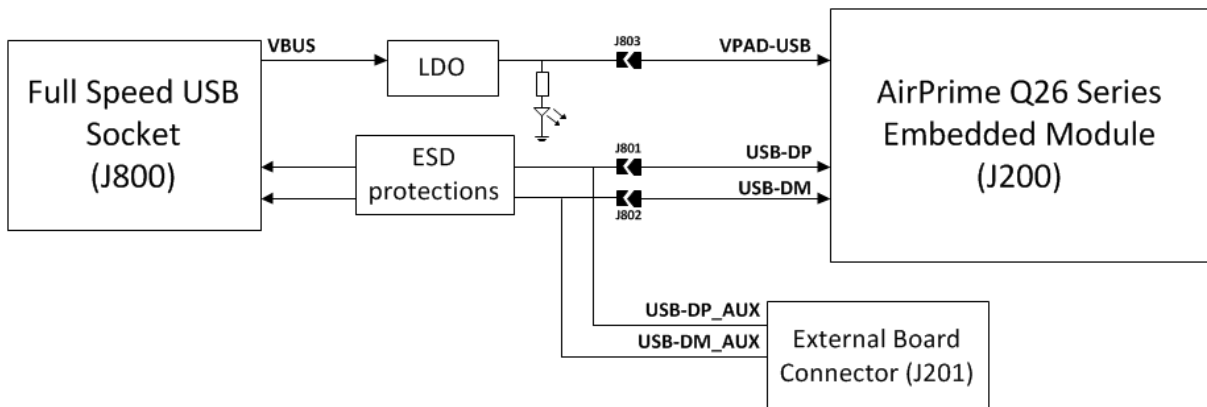 VBUS
LDO
J803
VPAD-USB
Full Speed USB
Socket
(J800)
AirPrime Q26 Series
Embedded Module
(J200)
ESD
protections
J801
USB-DP
USB-DM
J802
USB-DP_AUX
USB-DM_AUX
External Board
Connector (J201)